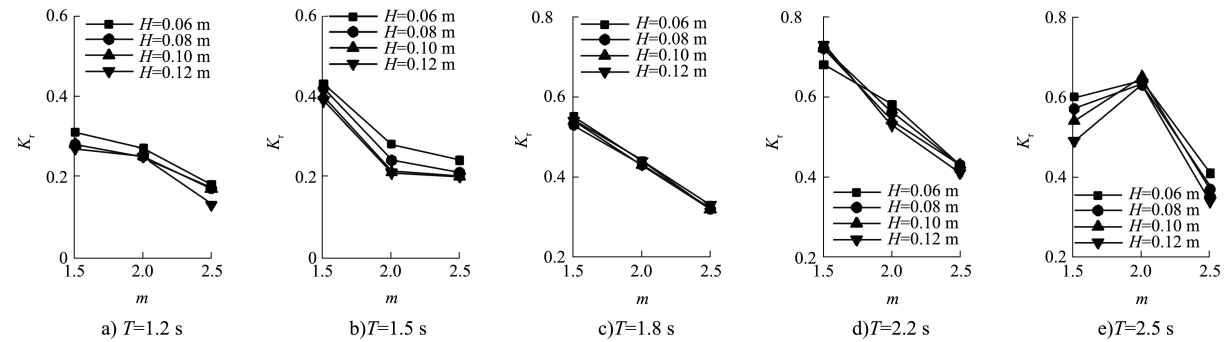 0.6
0.4
0.2
0
Kr
H=0.06 m
H=0.08 m
H=0.10 m
H=0.12 m
1.5 2.0 2.5
m
a) T=1.2 s
0.6
0.4
0.2
0
Kr
H=0.06 m
H=0.08 m
H=0.10 m
H=0.12 m
1.5 2.0 2.5
m
b)T=1.5 s
0.8
0.6
0.4
0.2
Kr
H=0.06 m
H=0.08 m
H=0.10 m
H=0.12 m
1.5 2.0 2.5
m
c)T=1.8 s
0.8
0.6
0.4
0.2
Kr
H=0.06 m
H=0.08 m
H=0.10 m
H=0.12 m
1.5 2.0 2.5
m
d)T=2.2 s
0.8
0.6
0.4
0.2
Kr
H=0.06 m
H=0.08 m
H=0.10 m
H=0.12 m
1.5 2.0 2.5
m
e)T=2.5 s